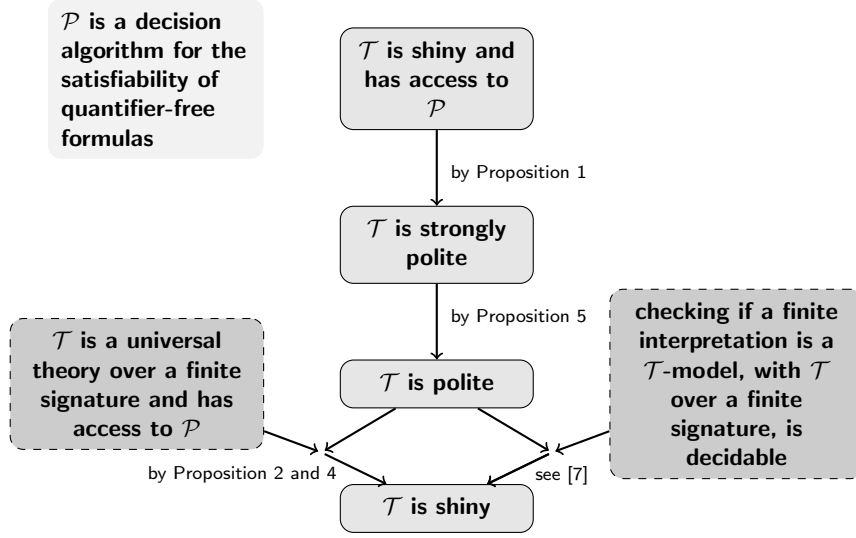 𝒫 is a decision
algorithm for the
satisfiability of
quantifier-free
formulas
𝒯 is shiny and
has access to
𝒫
by Proposition 1
𝒯 is strongly
polite
by Proposition 5
𝒯 is a universal
theory over a finite
signature and has
access to 𝒫
𝒯 is polite
checking if a finite
interpretation is a
𝒯-model, with 𝒯
over a finite
signature, is
decidable
by Proposition 2 and 4
see [7]
𝒯 is shiny